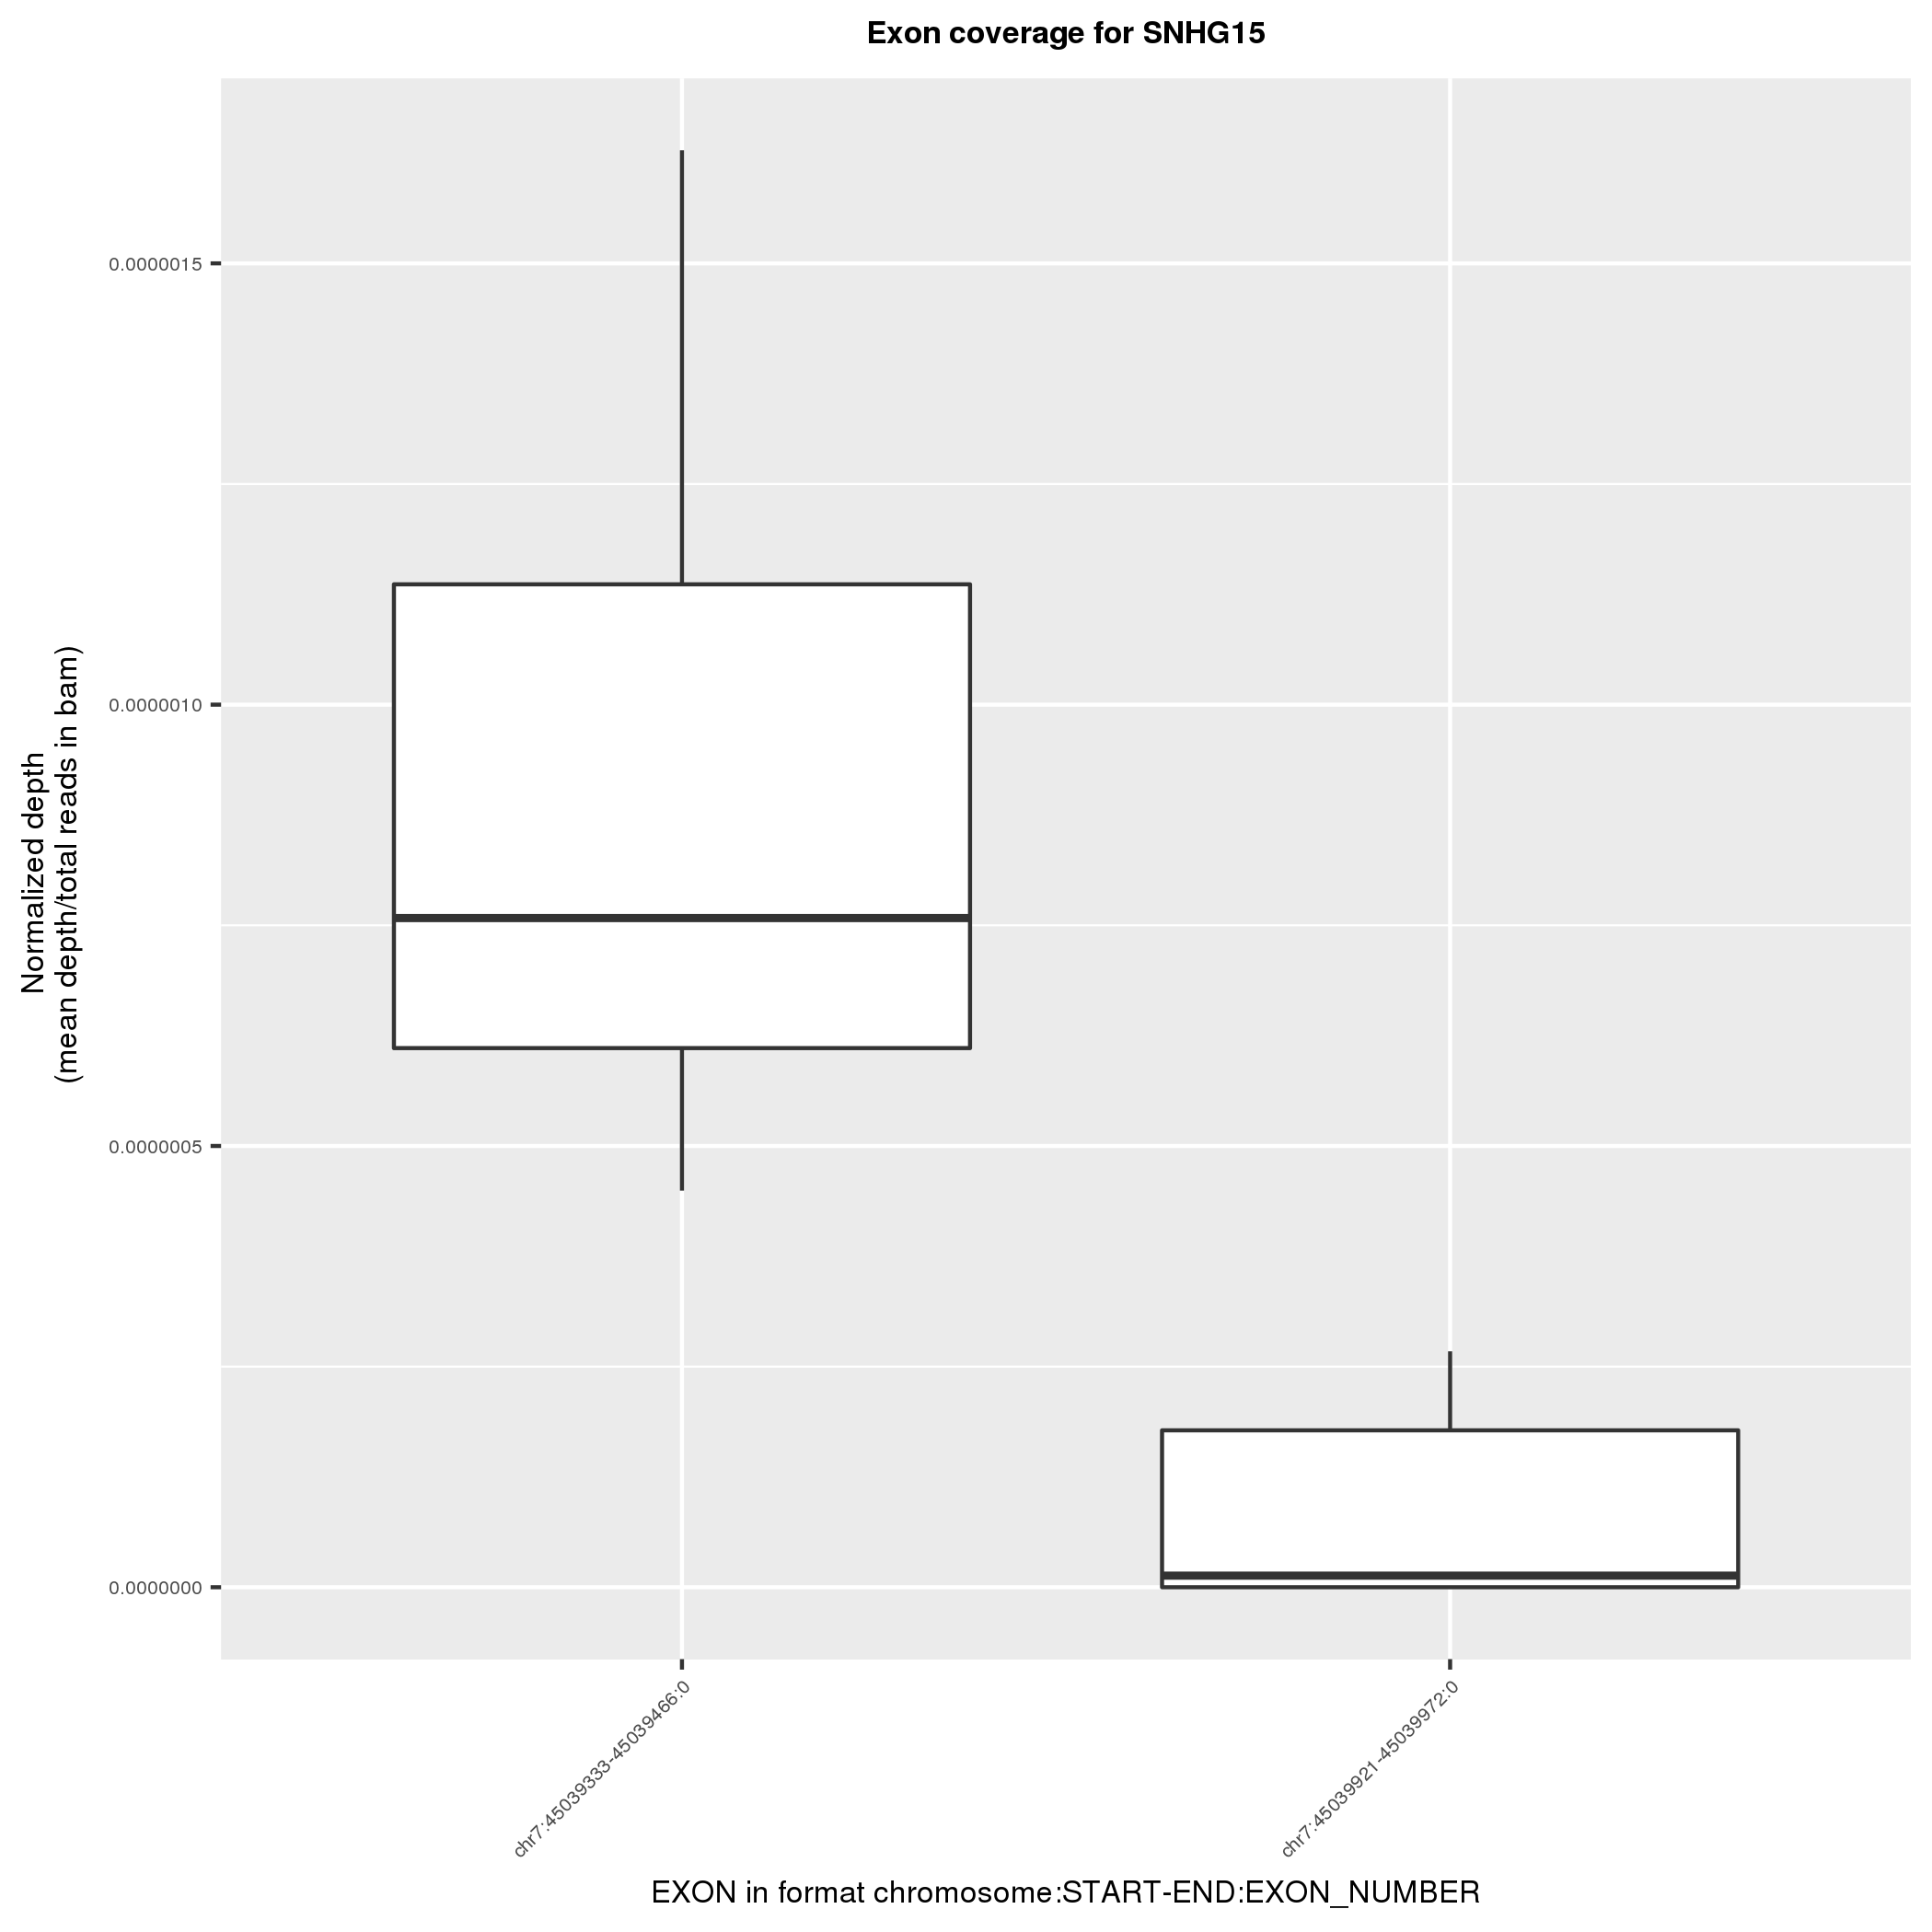 Exon coverage for SNHG15
Normalized depth
(mean depth/total reads in bam)
0.0000015
0.0000010
0.0000005
0.0000000
chr7:45039333-45039466:0
chr7:45039921-45039972:0
EXON in format chromosome:START-END:EXON_NUMBER